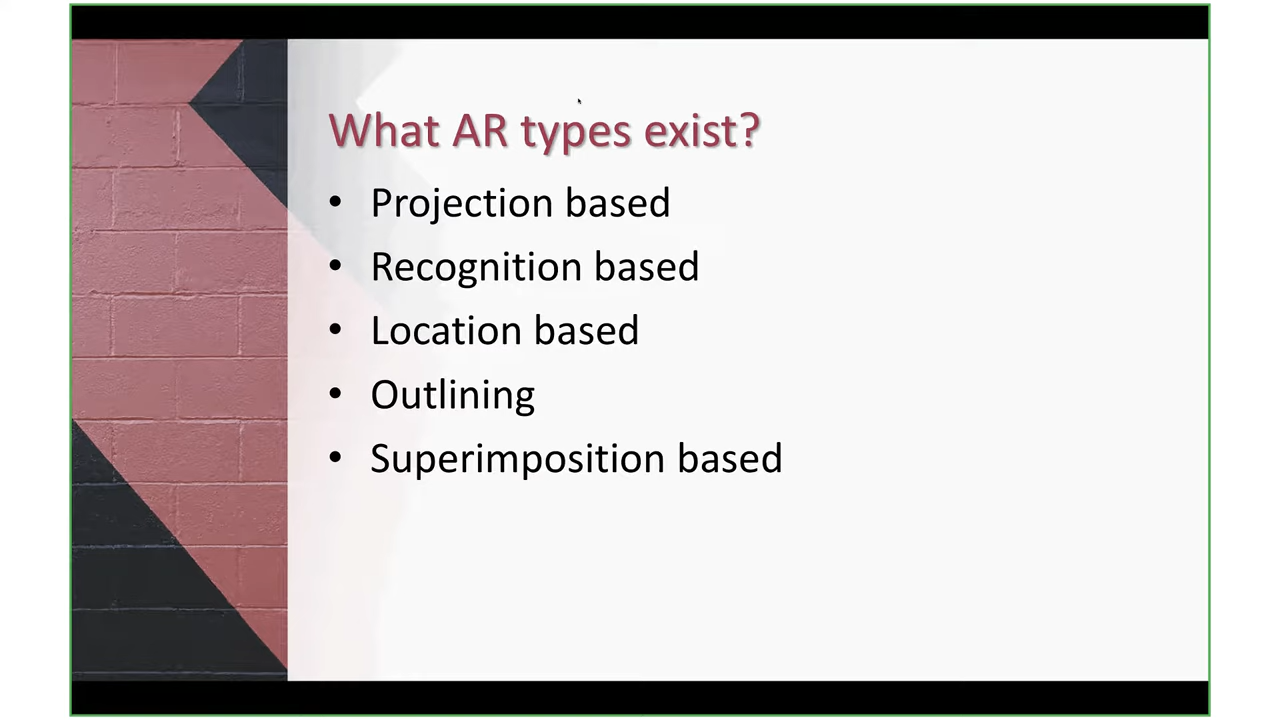 What AR types exist?
• Projection based
• Recognition based
• Location based
• Outlining
• Superimposition based